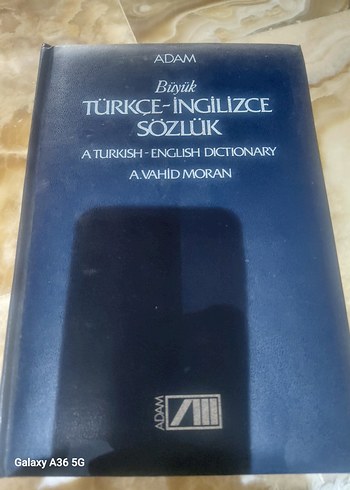 ADAM
Büyük
TÜRKÇE-İNGİLİZCE
SÖZLÜK
A TURKISH-ENGLISH DICTIONARY
A.VAHİD MORAN
ADAM
Galaxy A36 5G